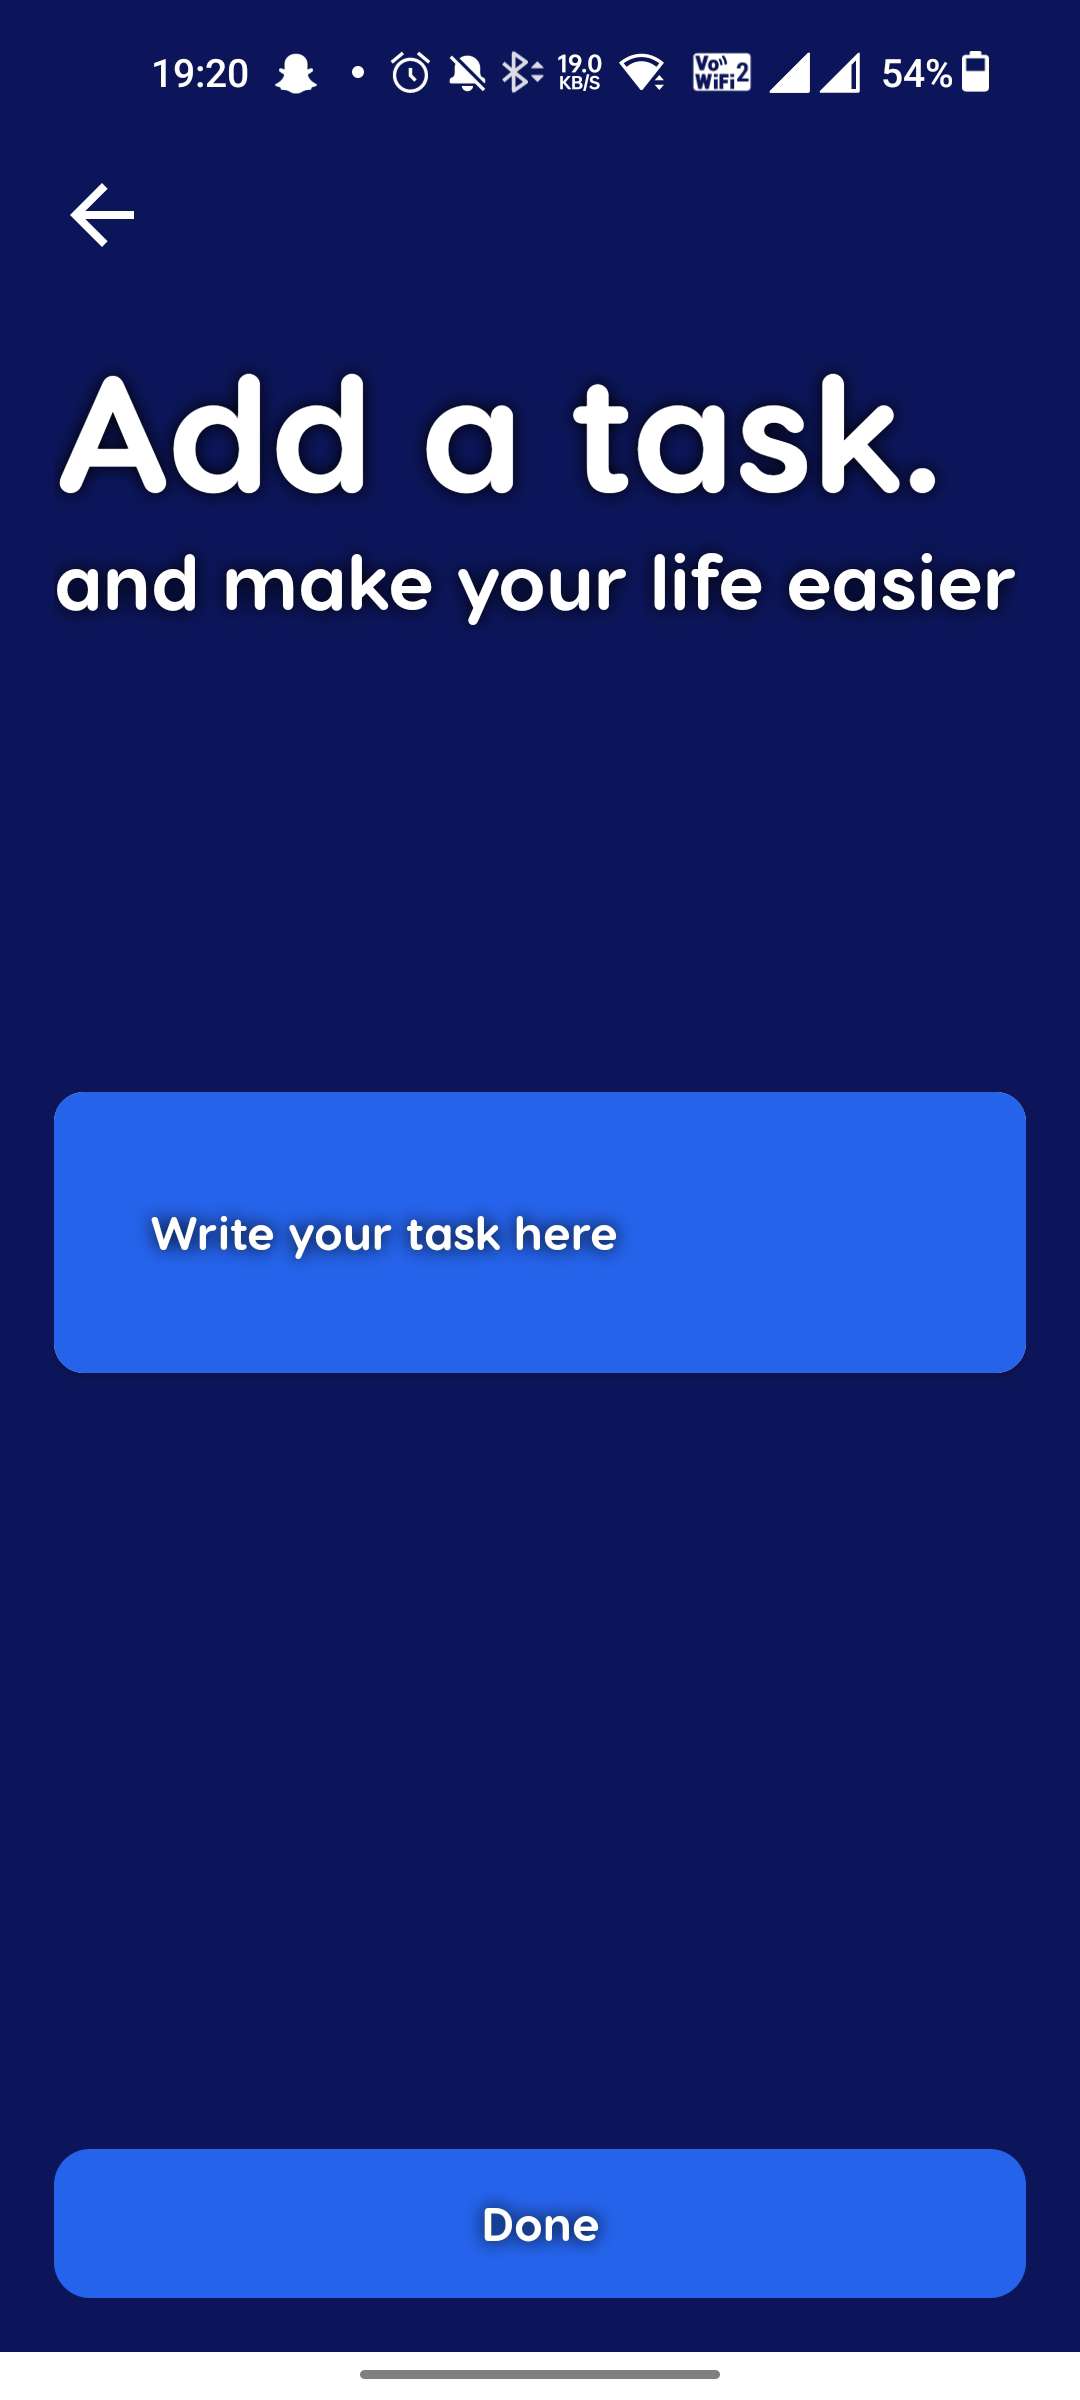 19:20 19.0 KB/S Vo WiFi 2 54%
Add a task.
and make your life easier
Write your task here
Done